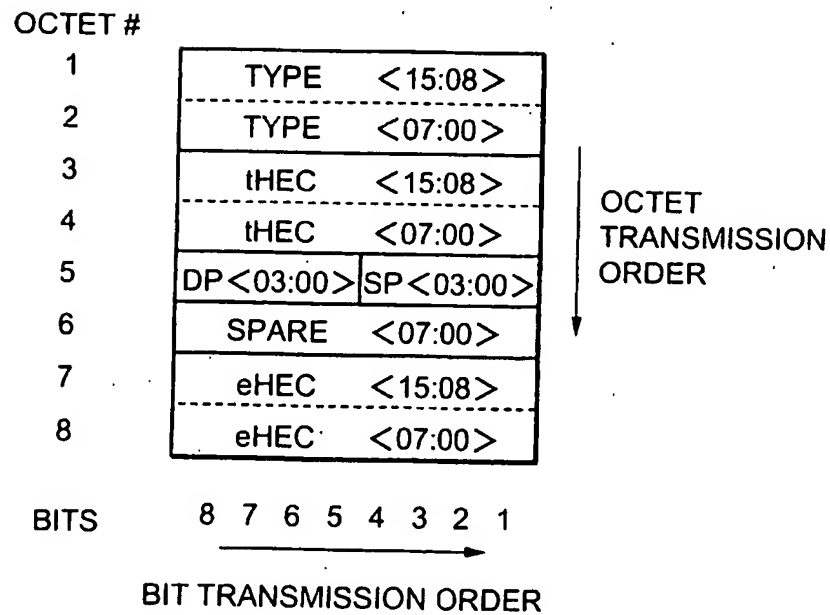 OCTET #
1 TYPE <15:08>
2 TYPE <07:00>
3 tHEC <15:08>
4 tHEC <07:00>
5 DP<03:00> SP<03:00>
6 SPARE <07:00>
7 eHEC <15:08>
8 eHEC <07:00>
OCTET
TRANSMISSION
ORDER
BITS 8 7 6 5 4 3 2 1
BIT TRANSMISSION ORDER